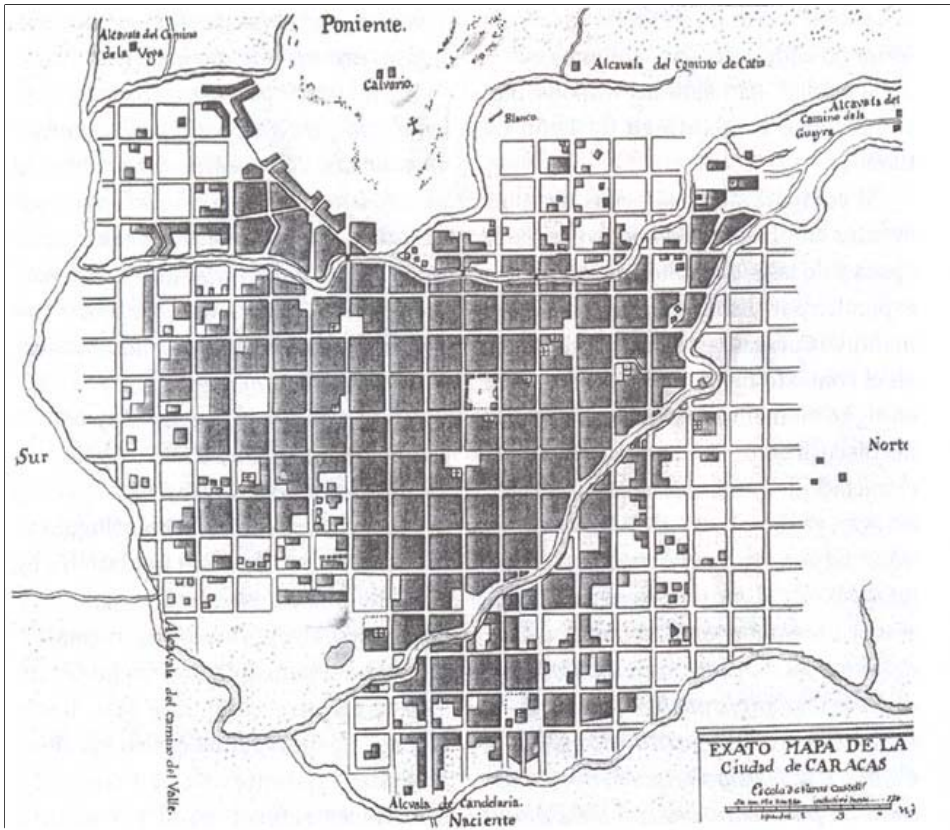 Poniente.
Alcavala del Camino
de la Vega
Calvario
Alcavala del Camino de Catia
Blanco
Alcavala del
Camino de la
Guayra
Sur
Norte
Alcavala del camino del Valle
EXATO MAPA DE LA
Ciudad de CARACAS
Alcvala de Candelaria.
Naciente